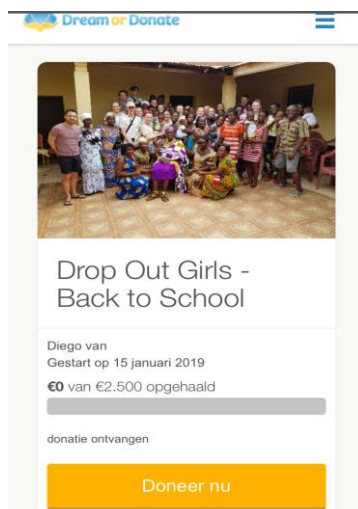 Dream or Donate
Drop Out Girls -
Back to School
Diego van
Gestart op 15 januari 2019
€0 van €2.500 opgehaald
donatie ontvangen
Doneer nu